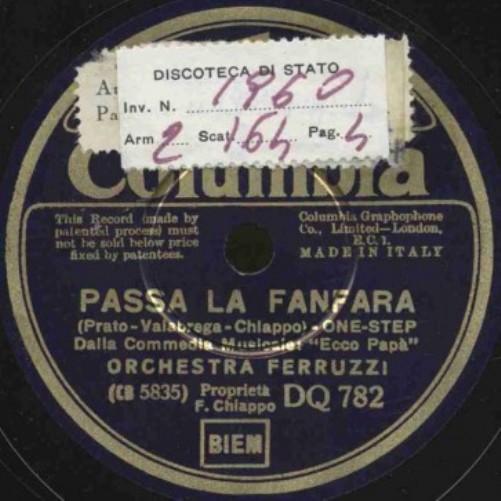 DISCOTECA DI STATO
Inv. N. 1960
Arm 2 Scat. 164 Pag. 4
Columbia
This Record (made by
patented process) must
not be sold below price
fixed by patentees.
Columbia Graphophone
Co., Limited—London,
E.C.1.
MADE IN ITALY
PASSA LA FANFARA
(Prato-Valabrega-Chiappo) - ONE-STEP
Dalla Commedia Musicale: "Ecco Papà"
ORCHESTRA FERRUZZI
(CB 5835) Proprietà
F. Chiappo DQ 782
BIEM